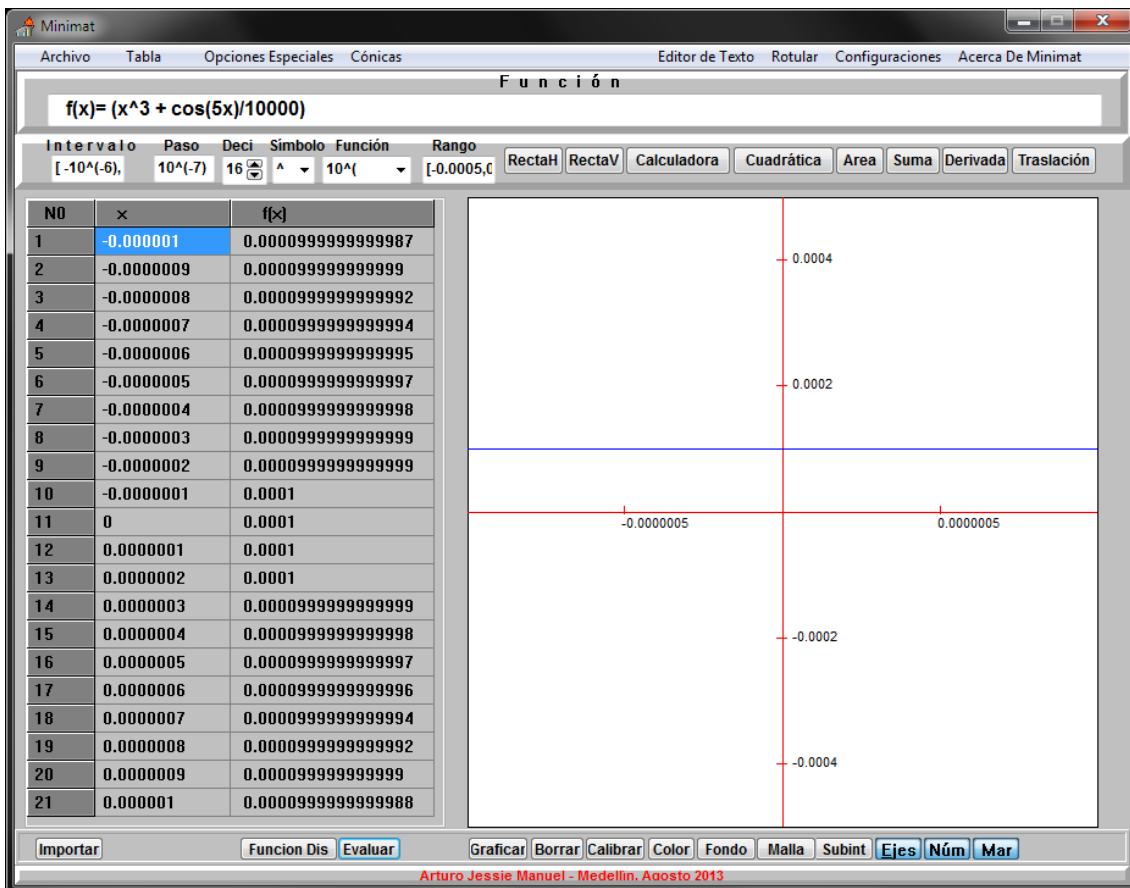 Minimat
Archivo Tabla Opciones Especiales Cónicas Editor de Texto Rotular Configuraciones Acerca De Minimat
Función
f(x)= (x^3 + cos(5x)/10000)
Intervalo Paso Deci Símbolo Función Rango
[ -10^(-6), 10^(-7) 16 ^ 10^( [-0.0005,0 RectaH RectaV Calculadora Cuadrática Area Suma Derivada Traslación
N0 x f(x)
1 -0.000001 0.0000999999999987
2 -0.0000009 0.000099999999999
3 -0.0000008 0.0000999999999992
4 -0.0000007 0.0000999999999994
5 -0.0000006 0.0000999999999995
6 -0.0000005 0.0000999999999997
7 -0.0000004 0.0000999999999998
8 -0.0000003 0.0000999999999999
9 -0.0000002 0.0000999999999999
10 -0.0000001 0.0001
11 0 0.0001
12 0.0000001 0.0001
13 0.0000002 0.0001
14 0.0000003 0.0000999999999999
15 0.0000004 0.0000999999999998
16 0.0000005 0.0000999999999997
17 0.0000006 0.0000999999999996
18 0.0000007 0.0000999999999994
19 0.0000008 0.0000999999999992
20 0.0000009 0.000099999999999
21 0.000001 0.0000999999999988
0.0004
0.0002
-0.0000005 0.0000005
-0.0002
-0.0004
Importar Funcion Dis Evaluar Graficar Borrar Calibrar Color Fondo Malla Subint Ejes Núm Mar
Arturo Jessie Manuel - Medellin. Agosto 2013